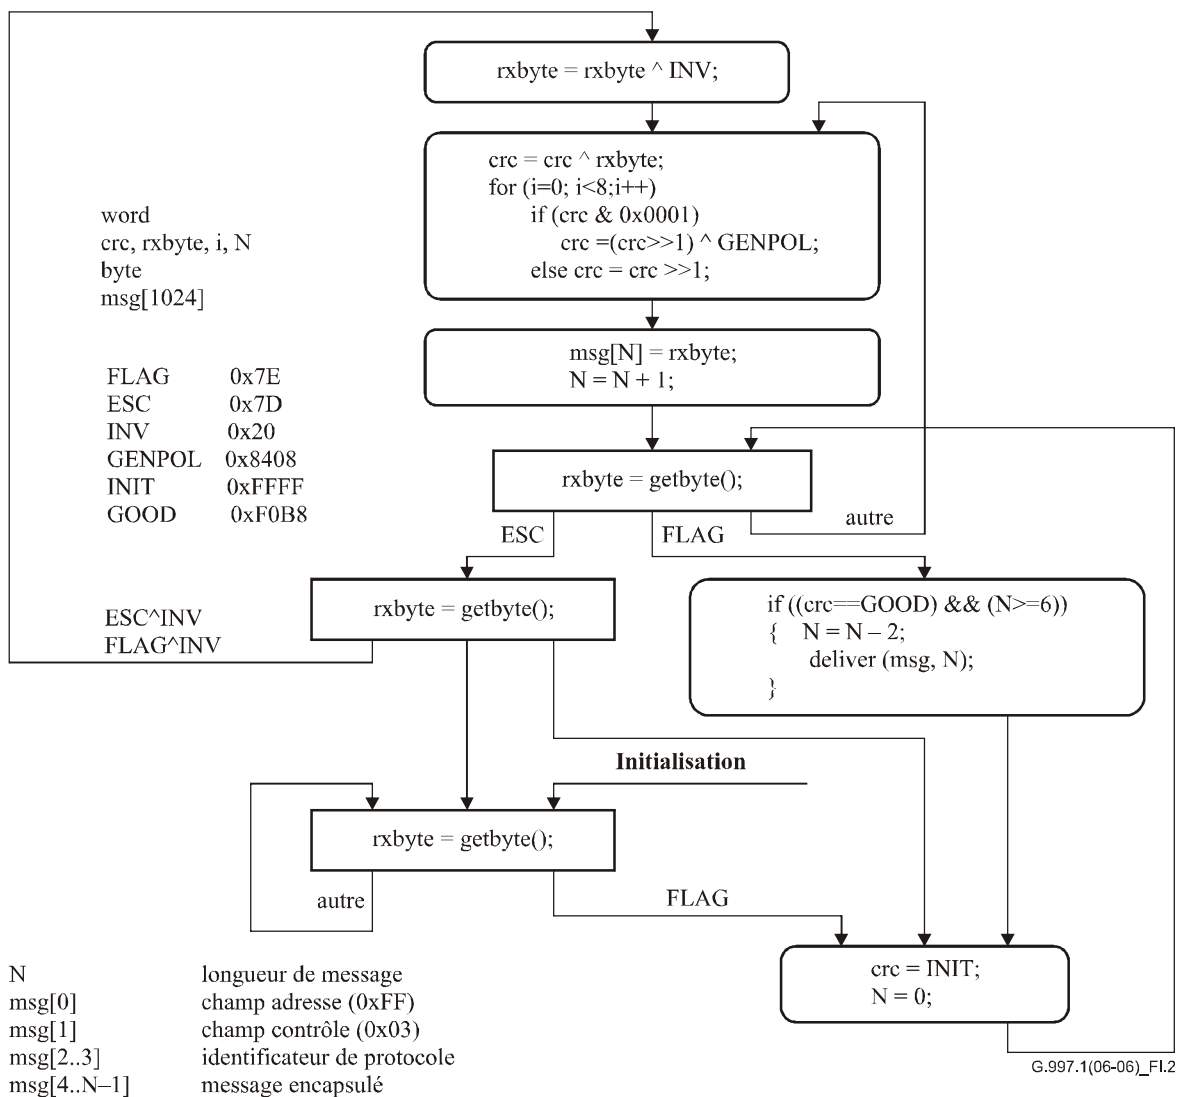 rxbyte = rxbyte ^ INV;
crc = crc ^ rxbyte;
for (i=0; i<8;i++)
if (crc & 0x0001)
crc =(crc>>1) ^ GENPOL;
else crc = crc >>1;
word
crc, rxbyte, i, N
byte
msg[1024]
msg[N] = rxbyte;
N = N + 1;
FLAG 0x7E
ESC 0x7D
INV 0x20
GENPOL 0x8408
INIT 0xFFFF
GOOD 0xF0B8
rxbyte = getbyte();
ESC
FLAG
autre
rxbyte = getbyte();
ESC^INV
FLAG^INV
if ((crc==GOOD) && (N>=6))
{ N = N – 2;
deliver (msg, N);
}
Initialisation
rxbyte = getbyte();
autre
FLAG
crc = INIT;
N = 0;
N longueur de message
msg[0] champ adresse (0xFF)
msg[1] champ contrôle (0x03)
msg[2..3] identificateur de protocole
msg[4..N–1] message encapsulé
G.997.1(06-06)_FI.2